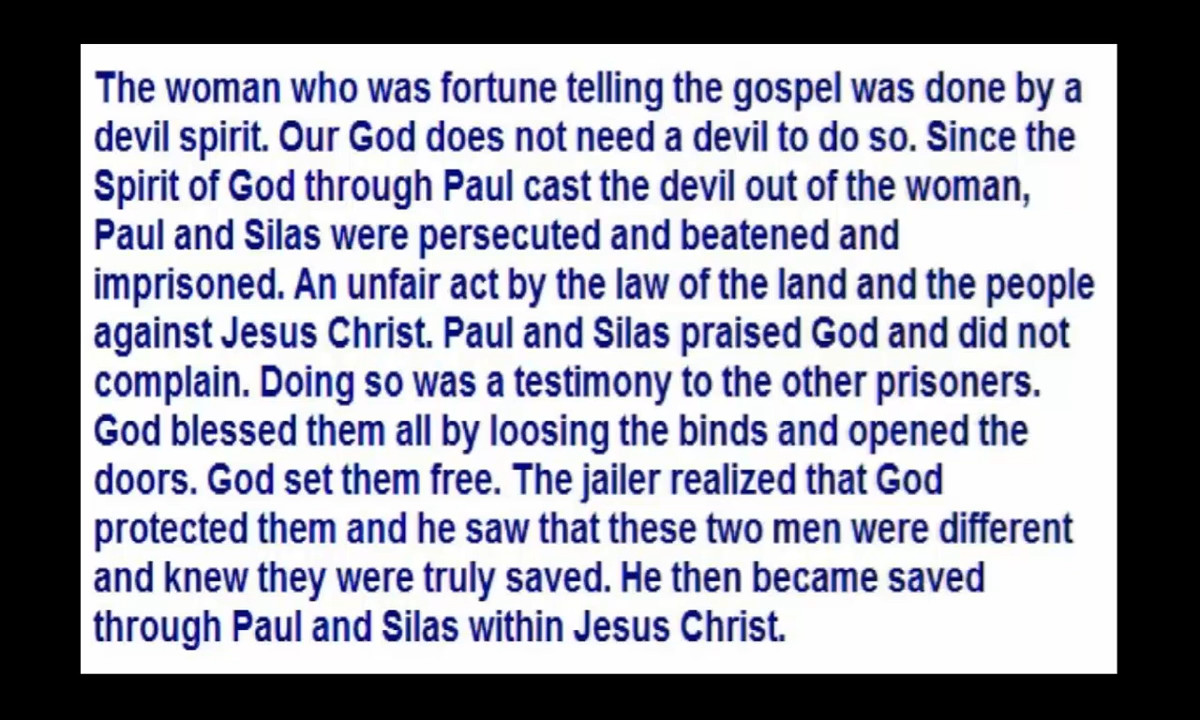 The woman who was fortune telling the gospel was done by a
devil spirit. Our God does not need a devil to do so. Since the
Spirit of God through Paul cast the devil out of the woman,
Paul and Silas were persecuted and beatened and
imprisoned. An unfair act by the law of the land and the people
against Jesus Christ. Paul and Silas praised God and did not
complain. Doing so was a testimony to the other prisoners.
God blessed them all by loosing the binds and opened the
doors. God set them free. The jailer realized that God
protected them and he saw that these two men were different
and knew they were truly saved. He then became saved
through Paul and Silas within Jesus Christ.